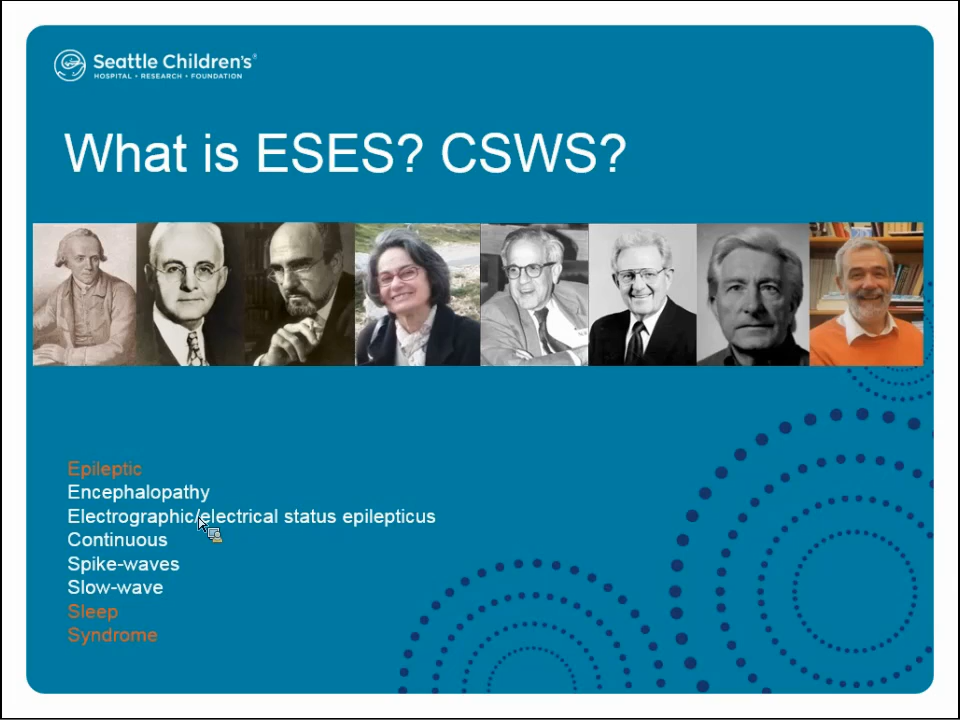 Seattle Children's®
HOSPITAL • RESEARCH • FOUNDATION
What is ESES? CSWS?
Epileptic
Encephalopathy
Electrographic/electrical status epilepticus
Continuous
Spike-waves
Slow-wave
Sleep
Syndrome